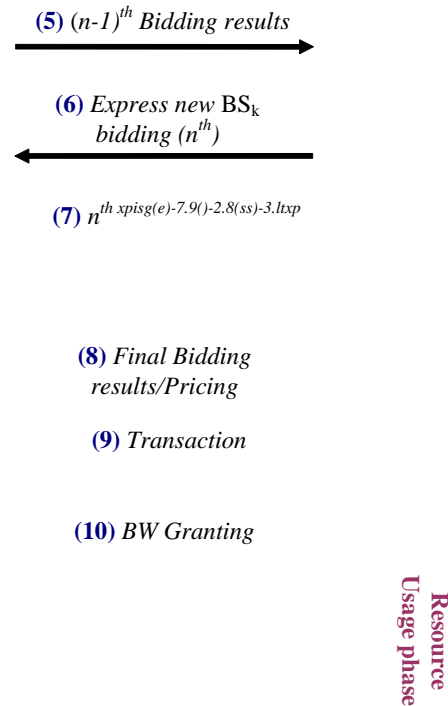 (5) (n-1)th Bidding results
(6) Express new BSk
bidding (nth)
(7) nth xpisg(e)-7.9()-2.8(ss)-3.ltxp
(8) Final Bidding
results/Pricing
(9) Transaction
(10) BW Granting
Resource
Usage phase